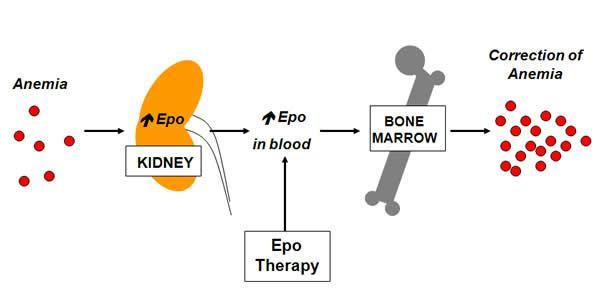 Anemia
↑ Epo
KIDNEY
↑ Epo
in blood
Epo
Therapy
BONE
MARROW
Correction of
Anemia